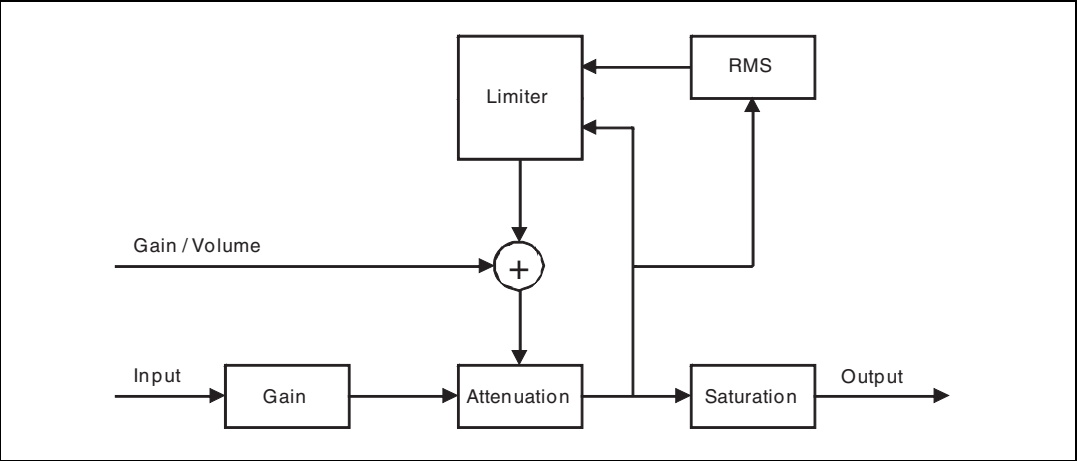 RMS
Limiter
Gain / Volume
+
Input
Gain
Attenuation
Saturation
Output